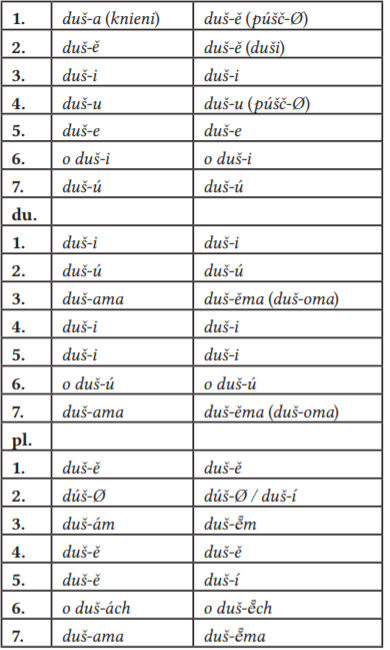 1. duš-a (knieni) duš-ě (púšč-Ø)
2. duš-ě duš-ě (duši)
3. duš-i duš-i
4. duš-u duš-u (púšč-Ø)
5. duš-e duš-e
6. o duš-i o duš-i
7. duš-ú duš-ú
du.
1. duš-i duš-i
2. duš-ú duš-ú
3. duš-ama duš-ěma (duš-oma)
4. duš-i duš-i
5. duš-i duš-i
6. o duš-ú o duš-ú
7. duš-ama duš-ěma (duš-oma)
pl.
1. duš-ě duš-ě
2. dúš-Ø dúš-Ø / duš-í
3. duš-ám duš-ě̋m
4. duš-ě duš-ě
5. duš-ě duš-í
6. o duš-ách o duš-ě̋ch
7. duš-ama duš-ě̋ma